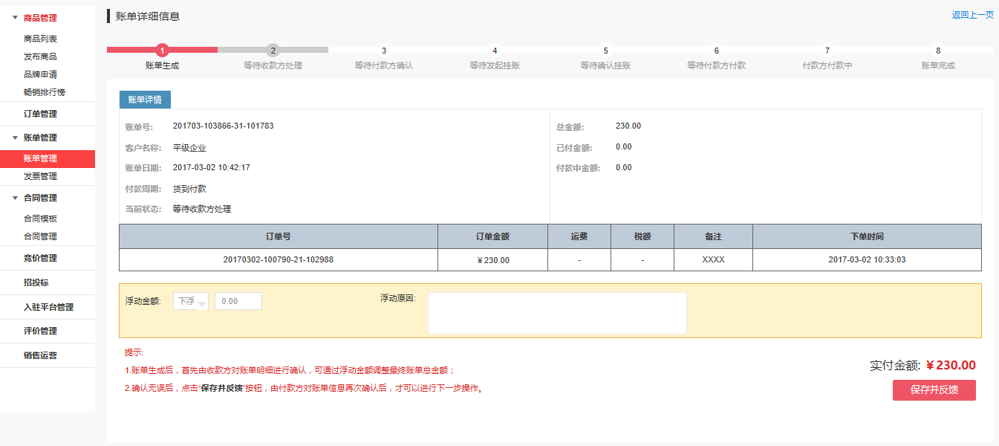 商品管理
商品列表
发布商品
品牌申请
畅销排行榜
订单管理
账单管理
账单管理
发票管理
合同管理
合同模板
合同管理
竞价管理
招投标
入驻平台管理
评价管理
销售运营
账单详细信息
返回上一页
1 2 3 4 5 6 7 8
账单生成 等待收款方处理 等待付款方确认 等待发起挂账 等待确认挂账 等待付款方付款 付款方付款中 账单完成
账单详情
账单号: 201703-103866-31-101783
客户名称: 平级企业
账单日期: 2017-03-02 10:42:17
付款周期: 货到付款
当前状态: 等待收款方处理
总金额: 230.00
已付金额: 0.00
付款中金额: 0.00
订单号 订单金额 运费 税额 备注 下单时间
20170302-100790-21-102988 ¥230.00 - - XXXX 2017-03-02 10:33:03
浮动金额: 下浮 0.00 浮动原因:
提示:
1.账单生成后，首先由收款方对账单明细进行确认，可通过浮动金额调整最终账单总金额；
2.确认无误后，点击“保存并反馈”按钮，由付款方对账单信息再次确认后，才可以进行下一步操作。
实付金额: ¥230.00
保存并反馈